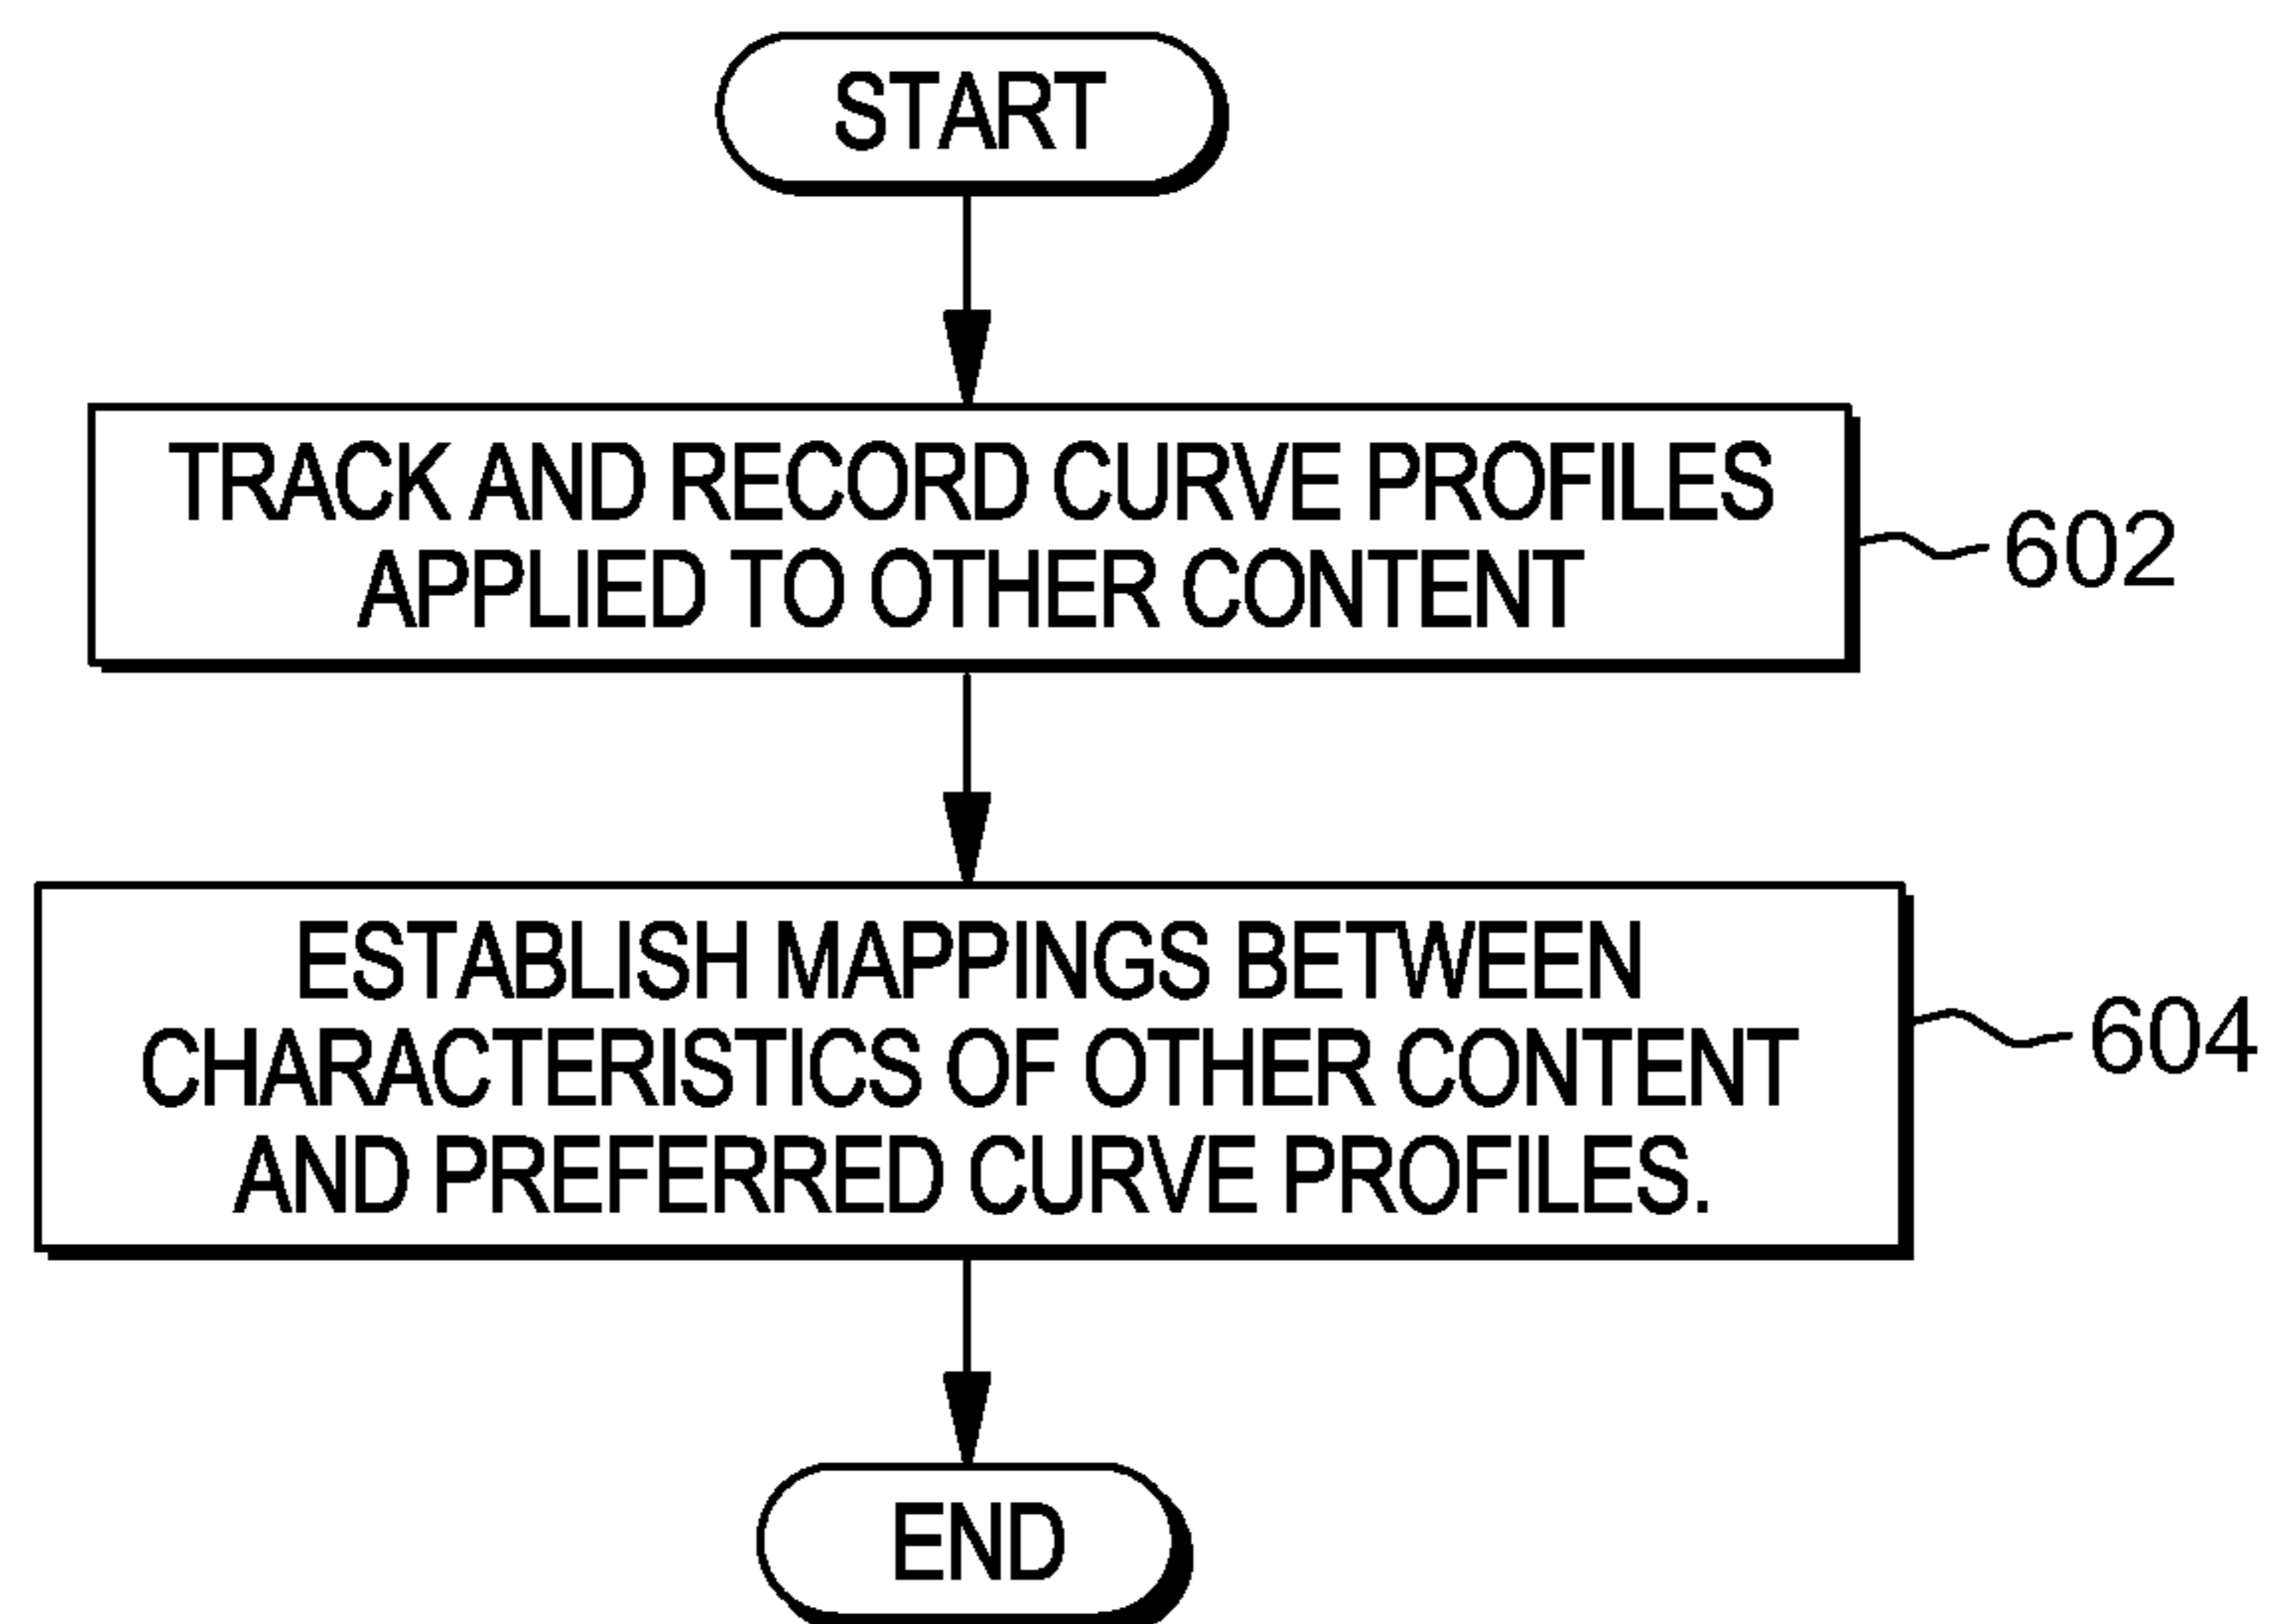 START
TRACK AND RECORD CURVE PROFILES
APPLIED TO OTHER CONTENT
602
ESTABLISH MAPPINGS BETWEEN
CHARACTERISTICS OF OTHER CONTENT
AND PREFERRED CURVE PROFILES.
604
END